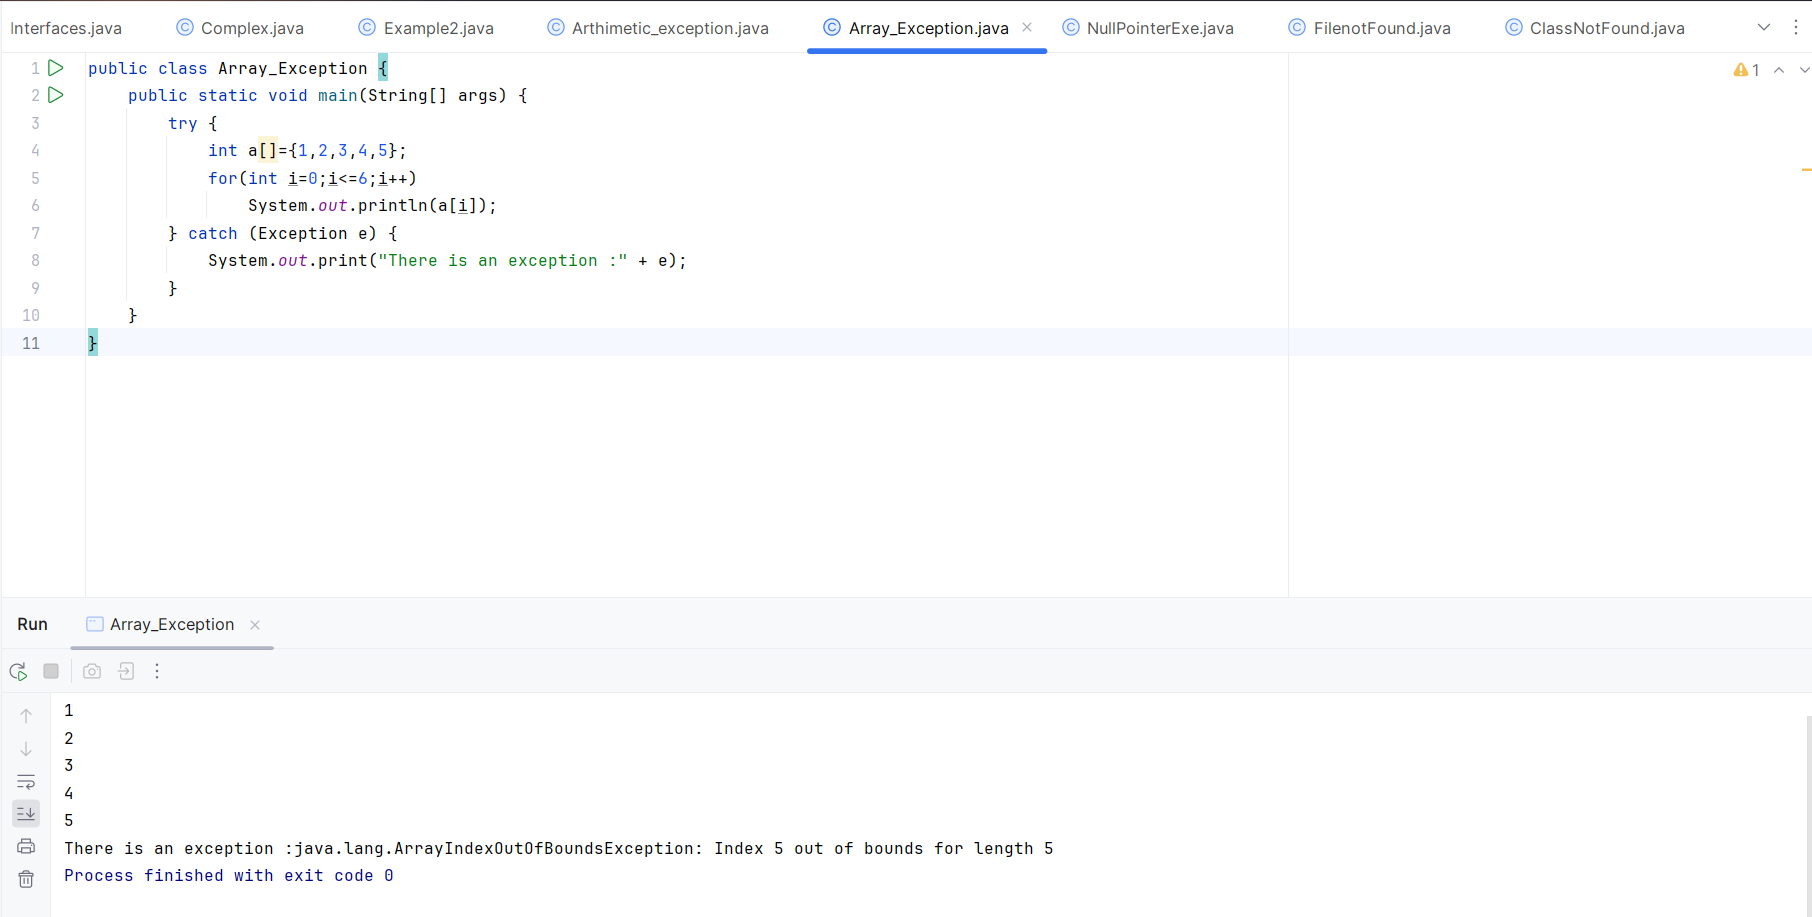 Interfaces.java Complex.java Example2.java Arthimetic_exception.java Array_Exception.java NullPointerExe.java FilenotFound.java ClassNotFound.java
1 public class Array_Exception {
1
2 public static void main(String[] args) {
3 try {
4 int a[]={1,2,3,4,5};
5 for(int i=0;i<=6;i++)
6 System.out.println(a[i]);
7 } catch (Exception e) {
8 System.out.print("There is an exception :" + e);
9 }
10 }
11 }
Run Array_Exception
1
2
3
4
5
There is an exception :java.lang.ArrayIndexOutOfBoundsException: Index 5 out of bounds for length 5
Process finished with exit code 0